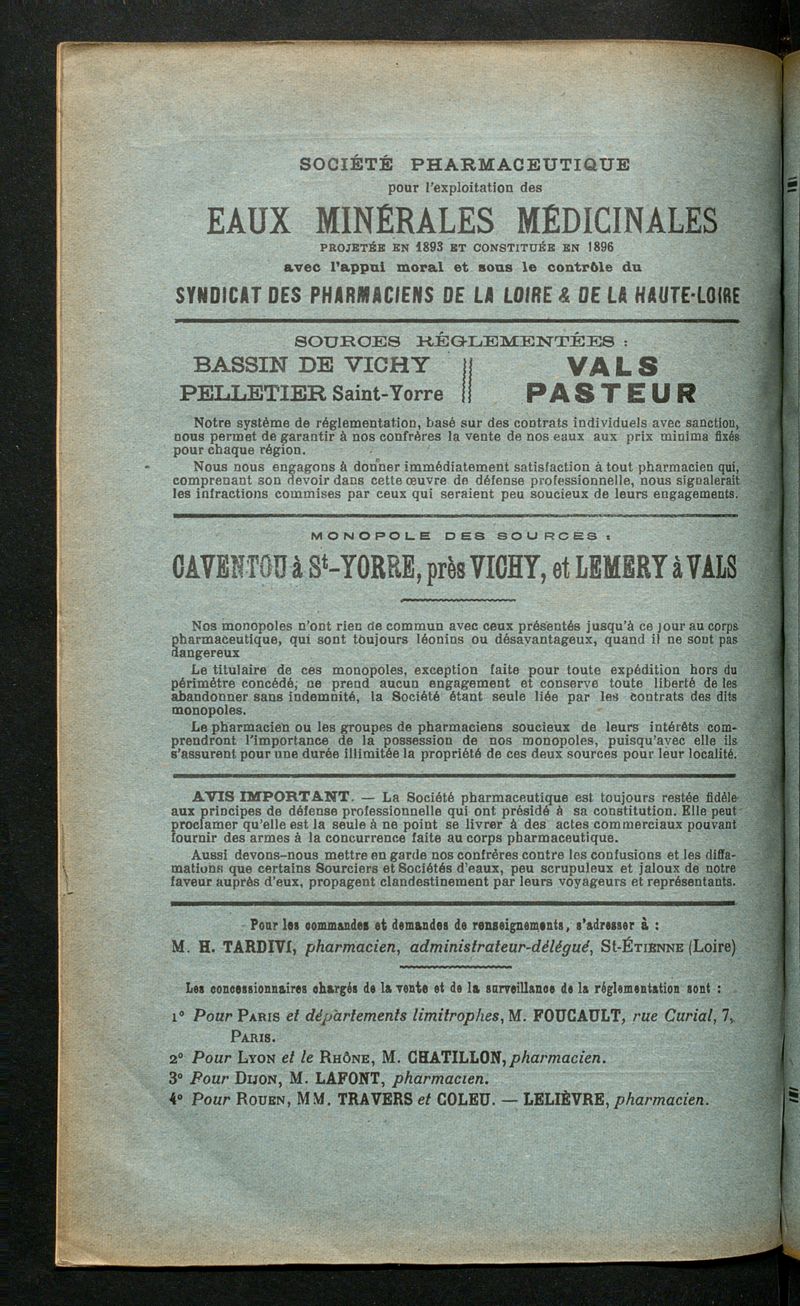 SOCIÉTÉ PHARMACEUTIQUE
pour l'exploitation des
EAUX MINÉRALES MÉDICINALES
PROJETÉE EN 1893 ET CONSTITUÉE EN 1896
avec l'appui moral et sous le contrôle du
SYNDICAT DES PHARMACIENS DE LA LOIRE & DE LA HAUTE-LOIRE
SOURCES RÉGLEMENTÉES :
BASSIN DE VICHY
PELLETIER Saint-Yorre
VALS
PASTEUR
Notre système de réglementation, basé sur des contrats individuels avec sanction,
nous permet de garantir à nos confrères la vente de nos eaux aux prix minima fixés
pour chaque région.
Nous nous engagons à donner immédiatement satisfaction à tout pharmacien qui,
comprenant son devoir dans cette œuvre de défense professionnelle, nous signalerait
les infractions commises par ceux qui seraient peu soucieux de leurs engagements.
MONOPOLE DES SOURCES :
CAVENTOU à St-YORRE, près VICHY, et LEMERY à VALS
Nos monopoles n'ont rien de commun avec ceux présentés jusqu'à ce jour au corps
pharmaceutique, qui sont toujours léonins ou désavantageux, quand il ne sont pas
dangereux
Le titulaire de ces monopoles, exception faite pour toute expédition hors du
périmètre concédé, ne prend aucun engagement et conserve toute liberté de les
abandonner sans indemnité, la Société étant seule liée par les contrats des dits
monopoles.
Le pharmacien ou les groupes de pharmaciens soucieux de leurs intérêts com-
prendront l'importance de la possession de nos monopoles, puisqu'avec elle ils
s'assurent pour une durée illimitée la propriété de ces deux sources pour leur localité.
AVIS IMPORTANT. — La Société pharmaceutique est toujours restée fidèle
aux principes de défense professionnelle qui ont présidé à sa constitution. Elle peut
proclamer qu'elle est la seule à ne point se livrer à des actes commerciaux pouvant
fournir des armes à la concurrence faite au corps pharmaceutique.
Aussi devons-nous mettre en garde nos confrères contre les confusions et les diffa-
mations que certains Sourciers et Sociétés d'eaux, peu scrupuleux et jaloux de notre
faveur auprès d'eux, propagent clandestinement par leurs voyageurs et représentants.
Pour les commandes et demandes de renseignements, s'adresser à :
M. H. TARDIVI, pharmacien, administrateur-délégué, St-ÉTIENNE (Loire)
Les concessionnaires chargés de la vente et de la surveillance de la réglementation sont :
1° Pour PARIS et départements limitrophes, M. FOUCAULT, rue Curial, 7,
PARIS.
2° Pour LYON et le RHÔNE, M. CHATILLON, pharmacien.
3° Pour DIJON, M. LAFONT, pharmacien.
4° Pour ROUEN, MM. TRAVERS et COLEU. — LELIÈVRE, pharmacien.